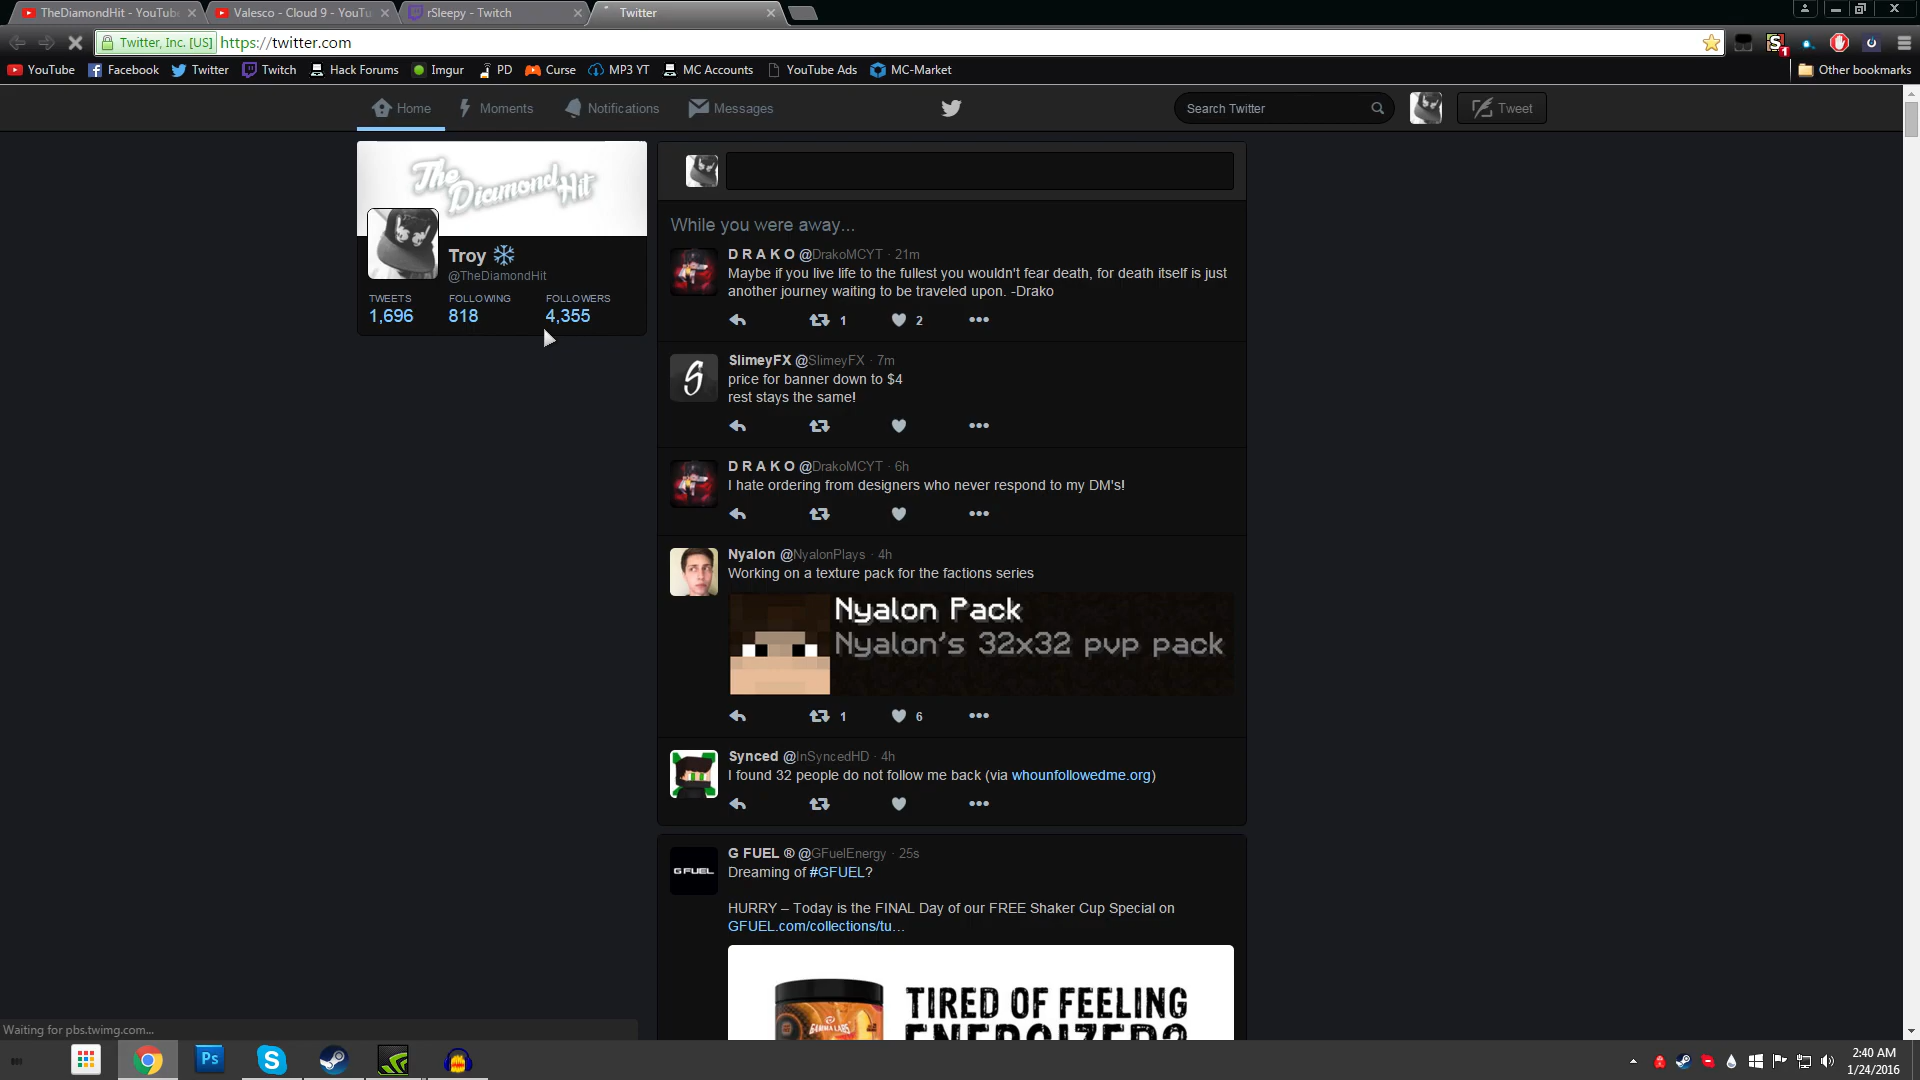 TheDiamondHit - YouTube
Valesco - Cloud 9 - YouTu
rSleepy - Twitch
Twitter
Twitter, Inc. [US]
https://twitter.com
YouTube
Facebook
Twitter
Twitch
Hack Forums
Imgur
PD
Curse
MP3 YT
MC Accounts
YouTube Ads
MC-Market
Other bookmarks
Home
Moments
Notifications
Messages
Search Twitter
Tweet
The
Diamond Hit
Troy ❄
@TheDiamondHit
TWEETS FOLLOWING FOLLOWERS
1,696 818 4,355
While you were away...
D R A K O @DrakoMCYT · 21m
Maybe if you live life to the fullest you wouldn't fear death, for death itself is just
another journey waiting to be traveled upon. -Drako
1 2
SlimeyFX @SlimeyFX · 7m
price for banner down to $4
rest stays the same!
D R A K O @DrakoMCYT · 6h
I hate ordering from designers who never respond to my DM's!
Nyalon @NyalonPlays · 4h
Working on a texture pack for the factions series
Nyalon Pack
Nyalon's 32x32 pvp pack
1 6
Synced @InSyncedHD · 4h
I found 32 people do not follow me back (via whounfollowedme.org)
G FUEL ® @GFuelEnergy · 25s
G FUEL
Dreaming of #GFUEL?
HURRY – Today is the FINAL Day of our FREE Shaker Cup Special on
GFUEL.com/collections/tu…
TIRED OF FEELING
ENERGIZED?
GAMMA LABS
Waiting for pbs.twimg.com...
Ps
2:40 AM
1/24/2016